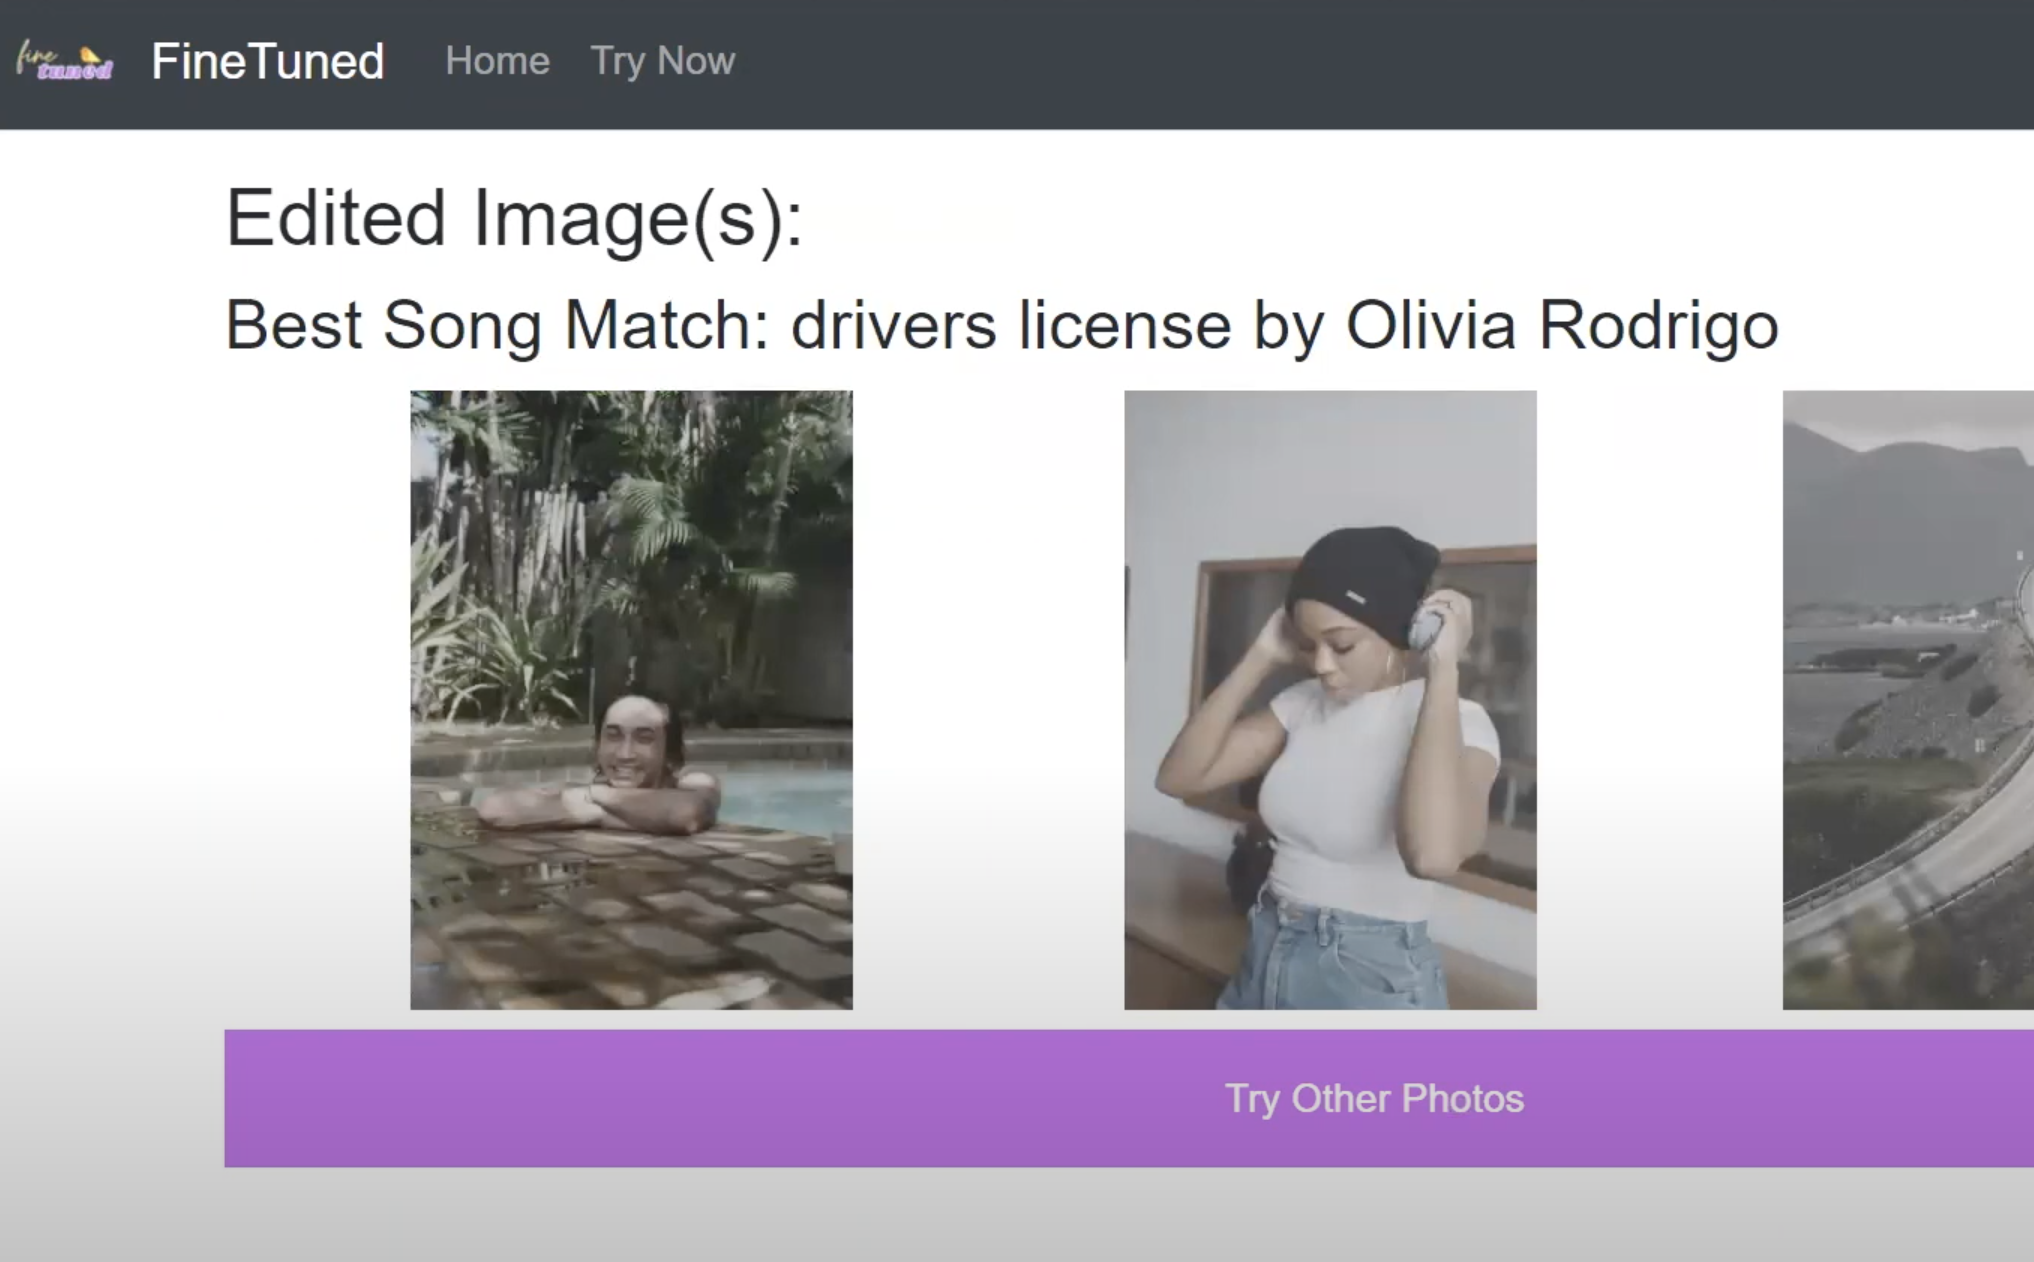 fine tuned
FineTuned Home Try Now
Edited Image(s):
Best Song Match: drivers license by Olivia Rodrigo
Try Other Photos